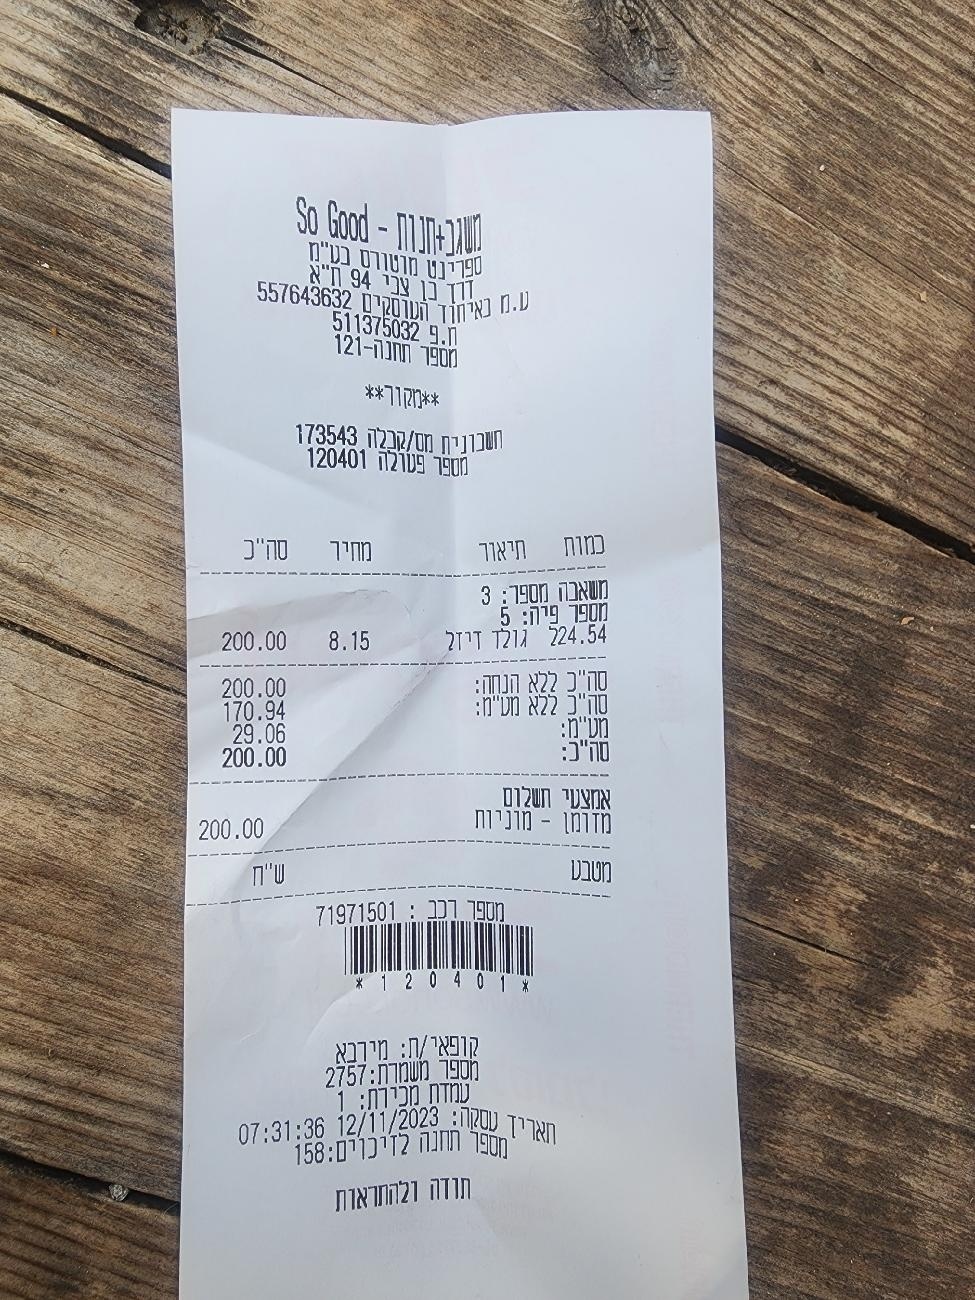 משגב+חנות - So Good
ספרינט מוטורס בע"מ
דרך בן צבי 94 ת"א
ע.מ באיחוד העוסקים 557643632
ח.פ 511375032
מספר תחנה-121
**מקור**
חשבונית מס/קבלה 173543
מספר פעולה 120401
כמות תיאור מחיר סה"כ
משאבה מספר: 3
מספר פיה: 5
224.54 גולד דיזל 8.15 200.00
סה"כ ללא הנחה: 200.00
סה"כ ללא מע"מ: 170.94
מע"מ: 29.06
סה"כ: 200.00
אמצעי תשלום
מזומן - מוניות 200.00
מטבע ש"ח
מספר רכב : 71971501
*120401*
קופאי/ת: מירבא
מספר משמרת:2757
עמדת מכירת: 1
תאריך עסקה: 12/11/2023 07:31:36
מספר תחנה לזיכוים:158
תודה ולהתראות